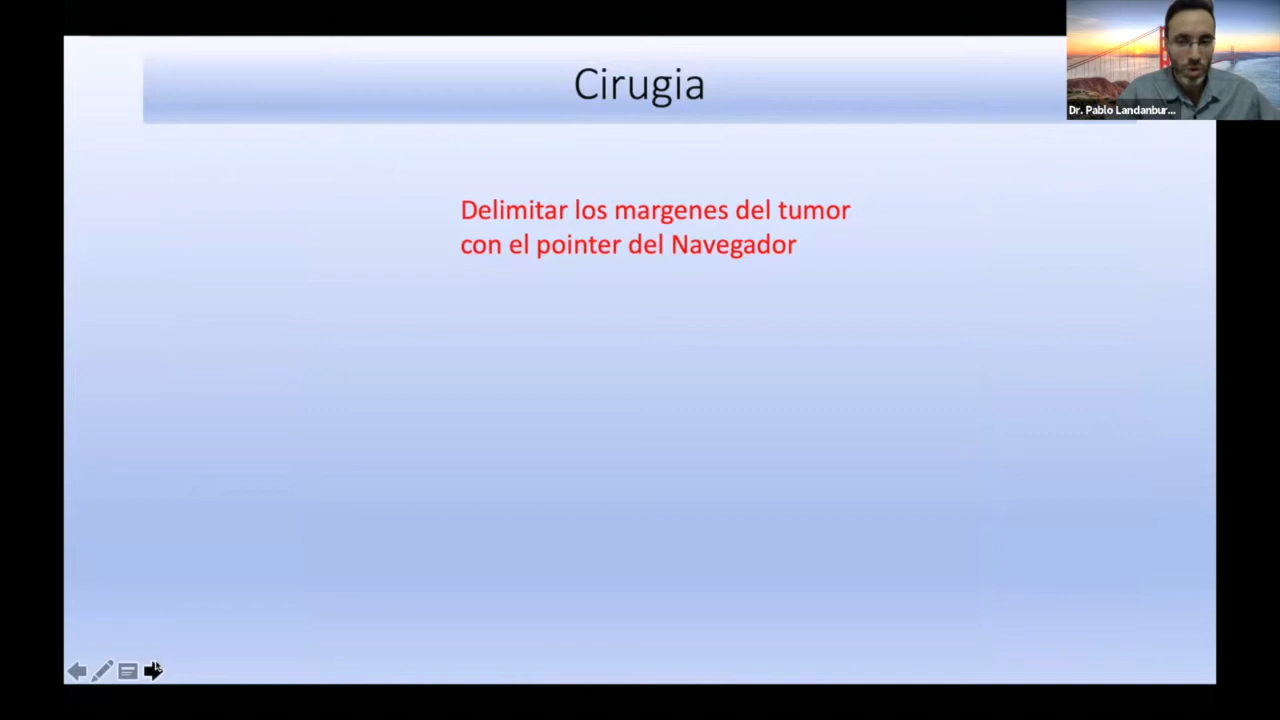 Cirugia
Dr. Pablo Landanbur...
Delimitar los margenes del tumor
con el pointer del Navegador